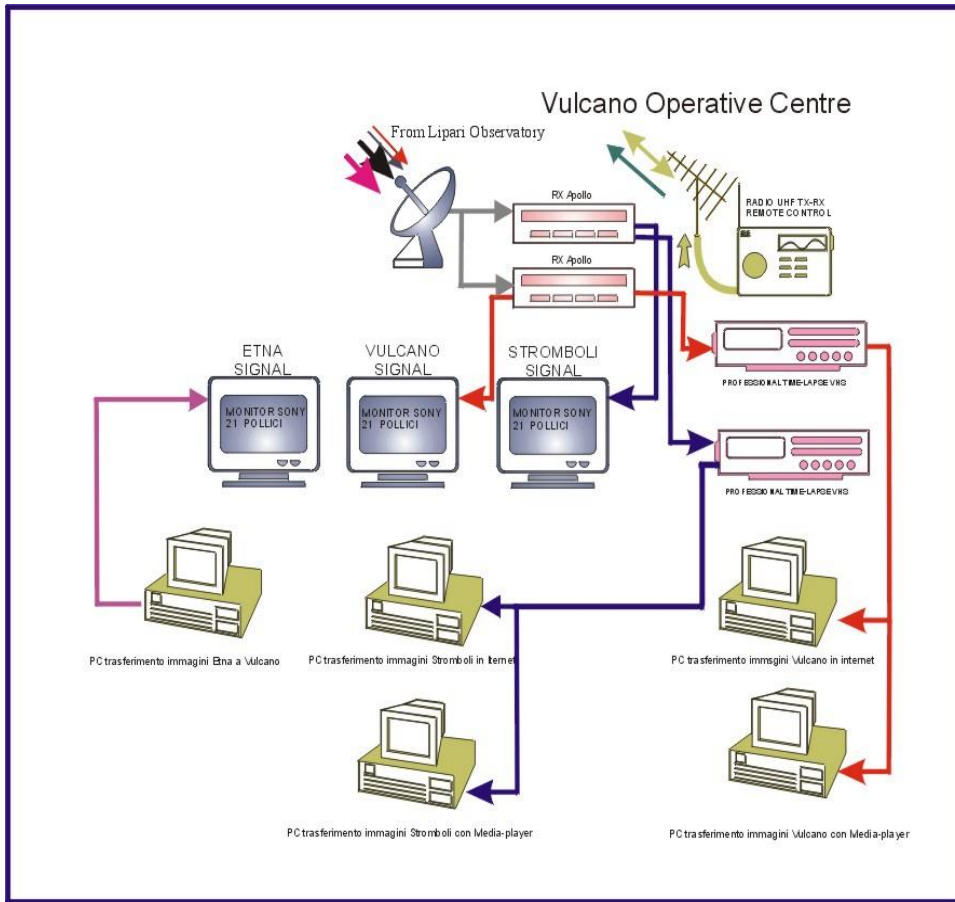 Vulcano Operative Centre
From Lipari Observatory
RX Apollo
RADIO UHF TX-RX
REMOTE CONTROL
RX Apollo
ETNA
SIGNAL
VULCANO
SIGNAL
STROMBOLI
SIGNAL
PROFESSIONAL TIME-LAPSE VHS
MONITOR SONY
21 POLLICI
MONITOR SONY
21 POLLICI
MONITOR SONY
21 POLLICI
PROFESSIONAL TIME-LAPSE VHS
PC trasferimento immagini Etna a Vulcano
PC trasferimento immagini Stromboli in Iternet
PC trasferimento immsgini Vulcano in internet
PC trasferimento immagini Stromboli con Media-player
PC trasferimento immagini Vulcano con Media-player